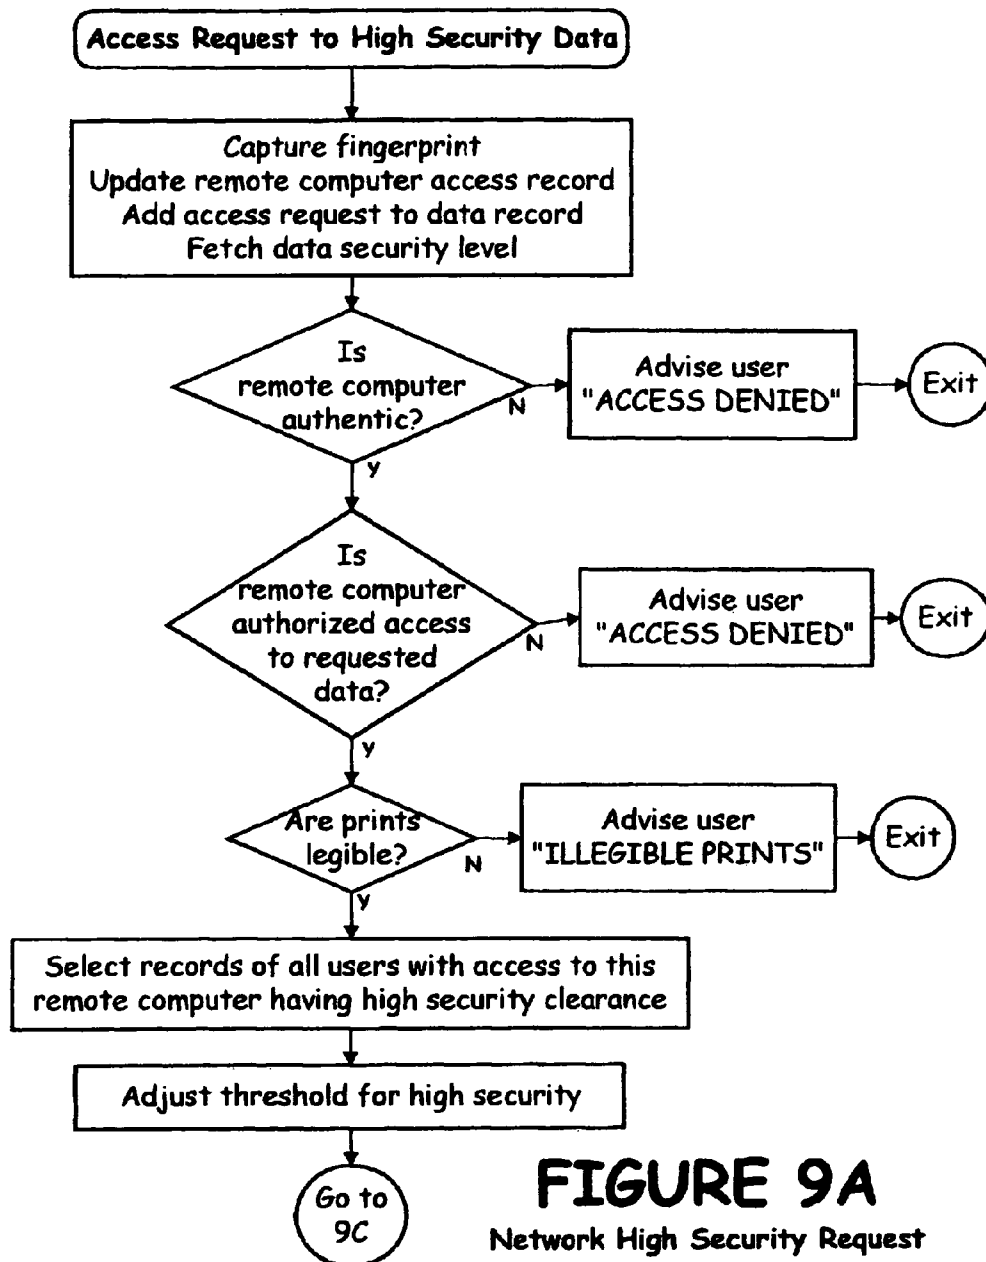 Access Request to High Security Data
Capture fingerprint
Update remote computer access record
Add access request to data record
Fetch data security level
Is
remote computer
authentic?
N
Advise user
"ACCESS DENIED"
Exit
y
Is
remote computer
authorized access
to requested
data?
N
Advise user
"ACCESS DENIED"
Exit
y
Are prints
legible?
N
Advise user
"ILLEGIBLE PRINTS"
Exit
y
Select records of all users with access to this
remote computer having high security clearance
Adjust threshold for high security
Go to
9C
FIGURE 9A
Network High Security Request